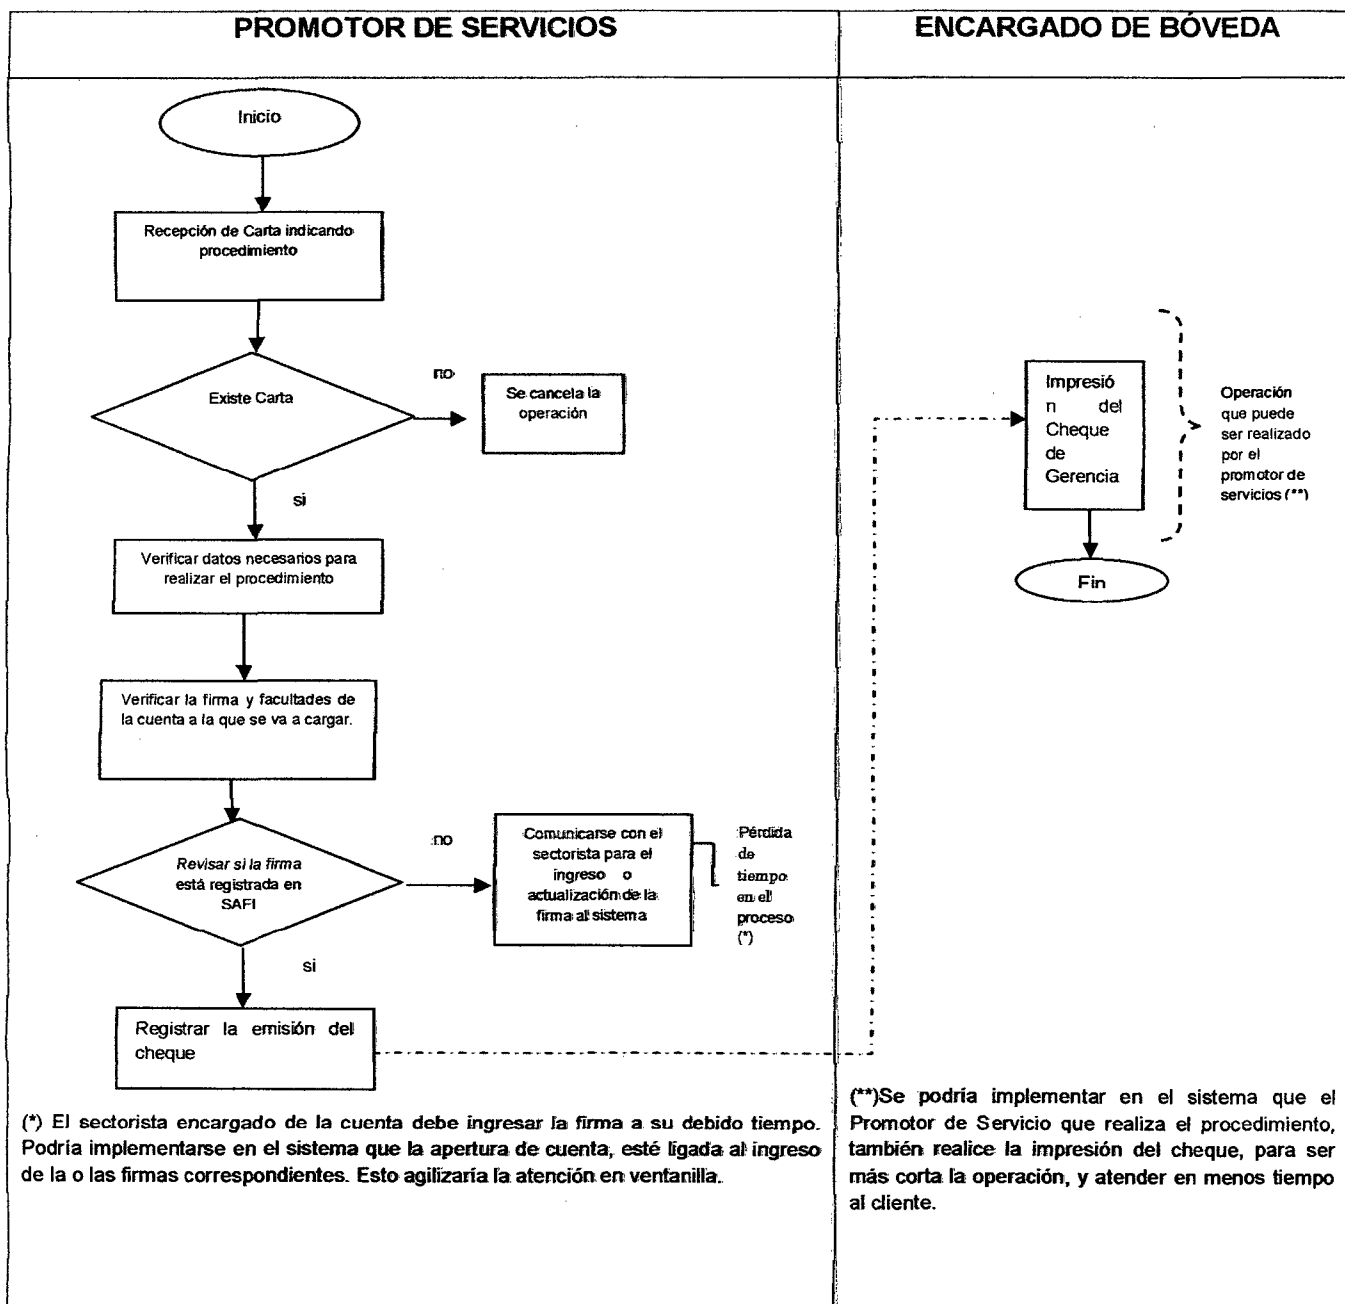 PROMOTOR DE SERVICIOS
ENCARGADO DE BÓVEDA
Inicio
Recepción de Carta indicando
procedimiento
Existe Carta
no
Se cancela la
operación
si
Verificar datos necesarios para
realizar el procedimiento
Verificar la firma y facultades de
la cuenta a la que se va a cargar.
Revisar si la firma
está registrada en
SAFI
no
Comunicarse con el
sectorista para el
ingreso o
actualización de la
firma al sistema
Pérdida
de
tiempo
en el
proceso
(*)
si
Registrar la emisión del
cheque
Impresió
n del
Cheque
de
Gerencia
Operación
que puede
ser realizado
por el
promotor de
servicios (**)
Fin
(*) El sectorista encargado de la cuenta debe ingresar la firma a su debido tiempo.
Podría implementarse en el sistema que la apertura de cuenta, esté ligada al ingreso
de la o las firmas correspondientes. Esto agilizaría la atención en ventanilla.
(**)Se podría implementar en el sistema que el
Promotor de Servicio que realiza el procedimiento,
también realice la impresión del cheque, para ser
más corta la operación, y atender en menos tiempo
al cliente.